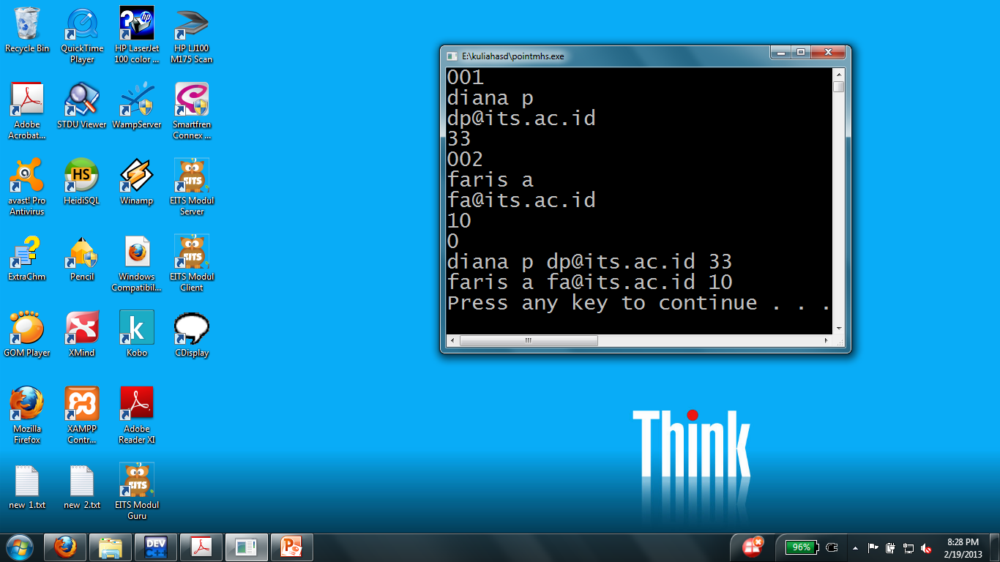 Recycle Bin
QuickTime
Player
HP LaserJet
100 color ...
HP LJ100
M175 Scan
Adobe
Acrobat...
STDU Viewer
WampServer
Smartfren
Connex ...
avast! Pro
Antivirus
HS
HeidiSQL
Winamp
EITS
EITS Modul
Server
ExtraChm
Pencil
Windows
Compatibil...
EITS
EITS Modul
Client
GOM Player
XMind
k
Kobo
CDisplay
Mozilla
Firefox
XAMPP
Contr...
Adobe
Reader XI
new 1.txt
new 2.txt
EITS
EITS Modul
Guru
E:\kuliahasd\pointmhs.exe
001
diana p
dp@its.ac.id
33
002
faris a
fa@its.ac.id
10
0
diana p dp@its.ac.id 33
faris a fa@its.ac.id 10
Press any key to continue . . .
Think
DEV
C++
96%
8:28 PM
2/19/2013